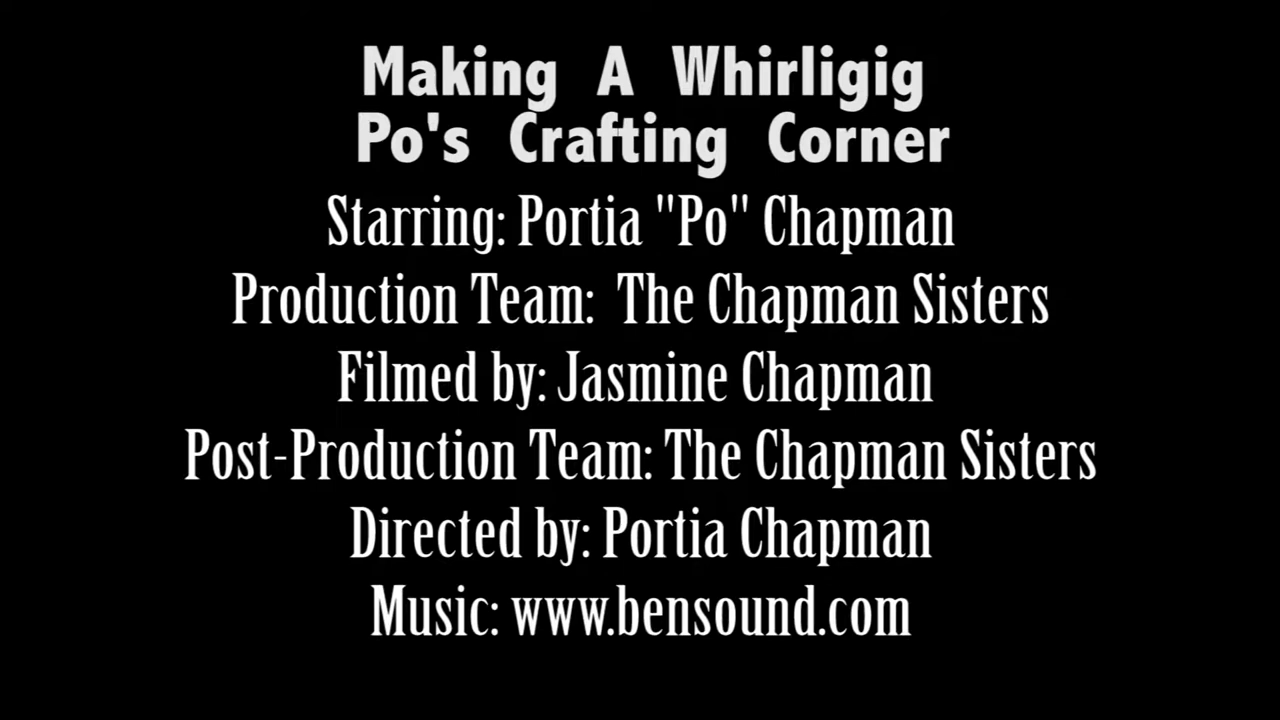 Making A Whirligig
Po's Crafting Corner
Starring: Portia "Po" Chapman
Production Team: The Chapman Sisters
Filmed by: Jasmine Chapman
Post-Production Team: The Chapman Sisters
Directed by: Portia Chapman
Music: www.bensound.com